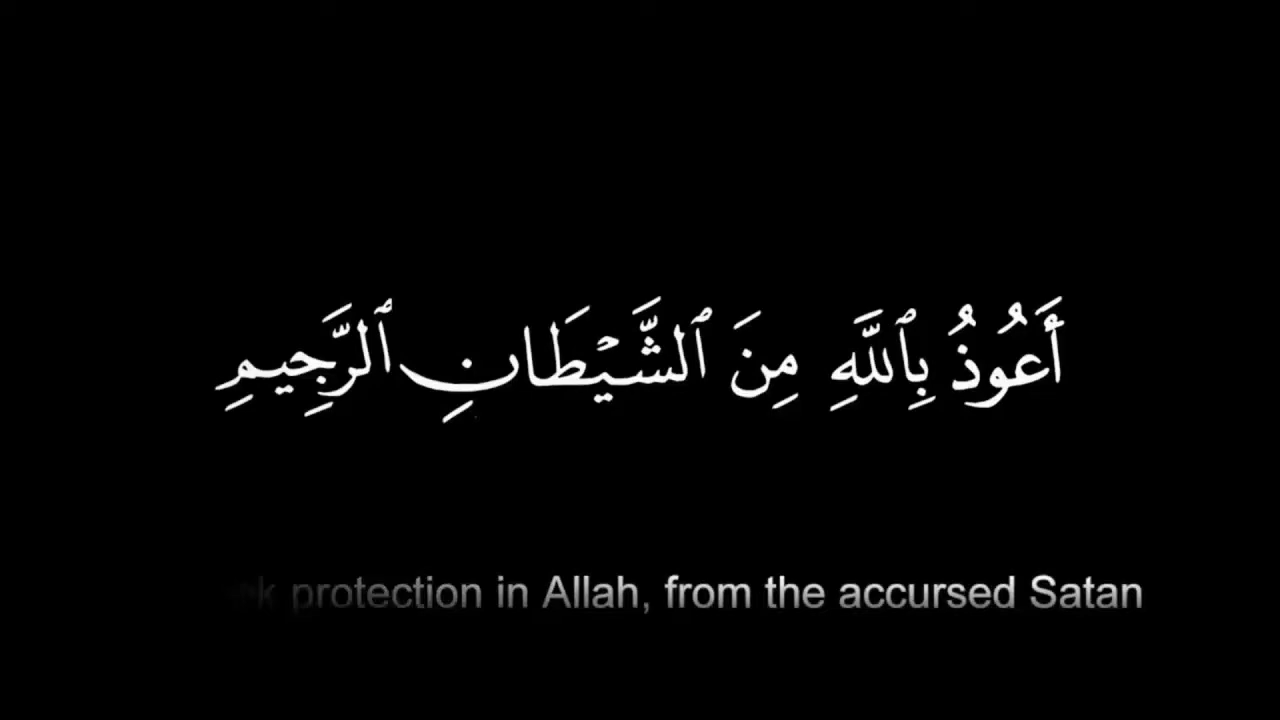 أَعُوذُ بِٱللَّهِ مِنَ ٱلشَّيْطَانِ ٱلرَّجِيمِ
protection in Allah, from the accursed Satan